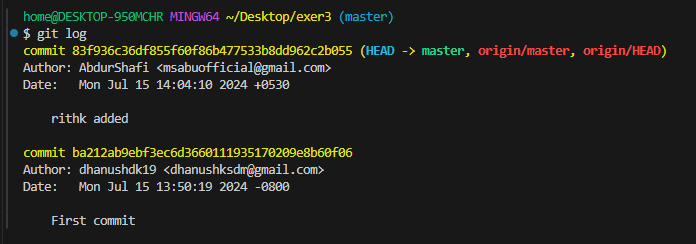 home@DESKTOP-950MCHR MINGW64 ~/Desktop/exer3 (master)
$ git log
commit 83f936c36df855f60f86b477533b8dd962c2b055 (HEAD -> master, origin/master, origin/HEAD)
Author: AbdurShafi <msabuofficial@gmail.com>
Date:   Mon Jul 15 14:04:10 2024 +0530

    rithk added

commit ba212ab9ebf3ec6d3660111935170209e8b60f06
Author: dhanushdk19 <dhanushksdm@gmail.com>
Date:   Mon Jul 15 13:50:19 2024 -0800

    First commit